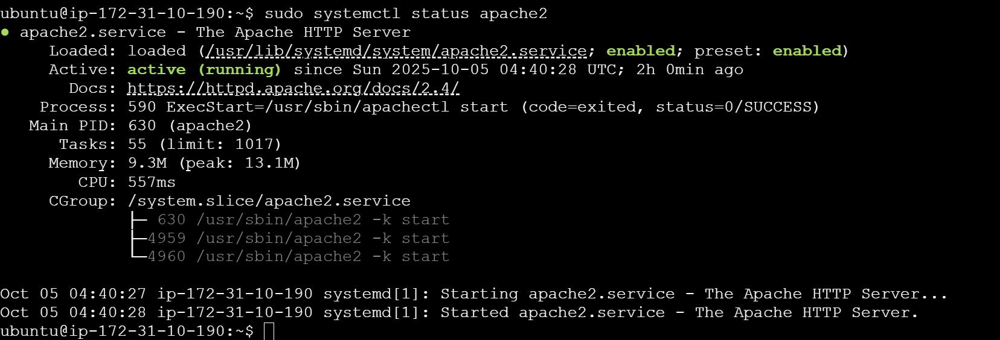 ubuntu@ip-172-31-10-190:~$ sudo systemctl status apache2
● apache2.service - The Apache HTTP Server
     Loaded: loaded (/usr/lib/systemd/system/apache2.service; enabled; preset: enabled)
     Active: active (running) since Sun 2025-10-05 04:40:28 UTC; 2h 0min ago
       Docs: https://httpd.apache.org/docs/2.4/
    Process: 590 ExecStart=/usr/sbin/apachectl start (code=exited, status=0/SUCCESS)
   Main PID: 630 (apache2)
      Tasks: 55 (limit: 1017)
     Memory: 9.3M (peak: 13.1M)
        CPU: 557ms
     CGroup: /system.slice/apache2.service
             ├─ 630 /usr/sbin/apache2 -k start
             ├─4959 /usr/sbin/apache2 -k start
             └─4960 /usr/sbin/apache2 -k start

Oct 05 04:40:27 ip-172-31-10-190 systemd[1]: Starting apache2.service - The Apache HTTP Server...
Oct 05 04:40:28 ip-172-31-10-190 systemd[1]: Started apache2.service - The Apache HTTP Server.
ubuntu@ip-172-31-10-190:~$